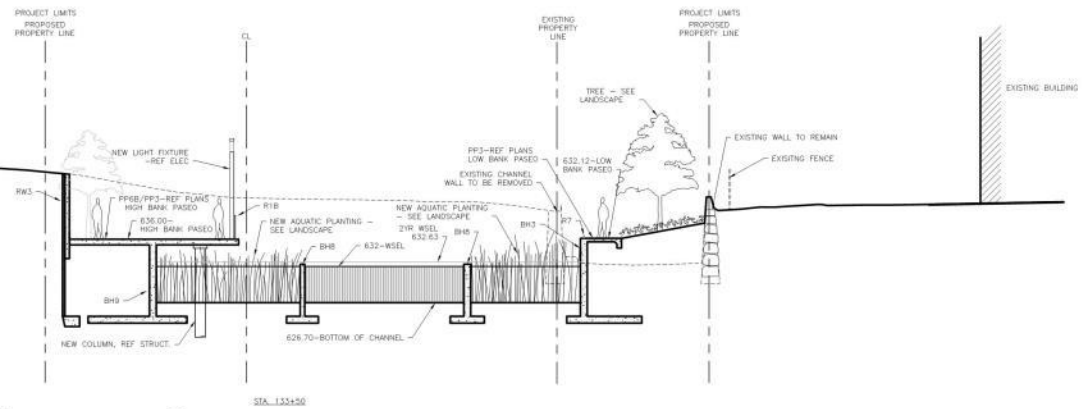 PROJECT LIMITS
PROPOSED
PROPERTY LINE
CL
EXISTING
PROPERTY
LINE
PROJECT LIMITS
PROPOSED
PROPERTY LINE
EXISTING BUILDING
TREE – SEE
LANDSCAPE
EXISTING WALL TO REMAIN
EXISITNG FENCE
NEW LIGHT FIXTURE
-REF ELEC
PP3-REF PLANS
LOW BANK PASEO
632.12-LOW
BANK PASEO
EXISTING CHANNEL
WALL TO BE REMOVED
RW3
PP6B/PP3-REF PLANS
HIGH BANK PASEO
636.00-
HIGH BANK PASEO
R1B
NEW AQUATIC PLANTING –
SEE LANDSCAPE
NEW AQUATIC PLANTING
– SEE LANDSCAPE
2YR WSEL
632.63
R7
BH3
BH8
632-WSEL
BH8
BH9
NEW COLUMN, REF STRUCT.
626.70-BOTTOM OF CHANNEL
STA. 133+50